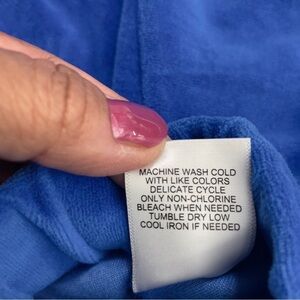 MACHINE WASH COLD
WITH LIKE COLORS
DELICATE CYCLE
ONLY NON-CHLORINE
BLEACH WHEN NEEDED
TUMBLE DRY LOW
COOL IRON IF NEEDED